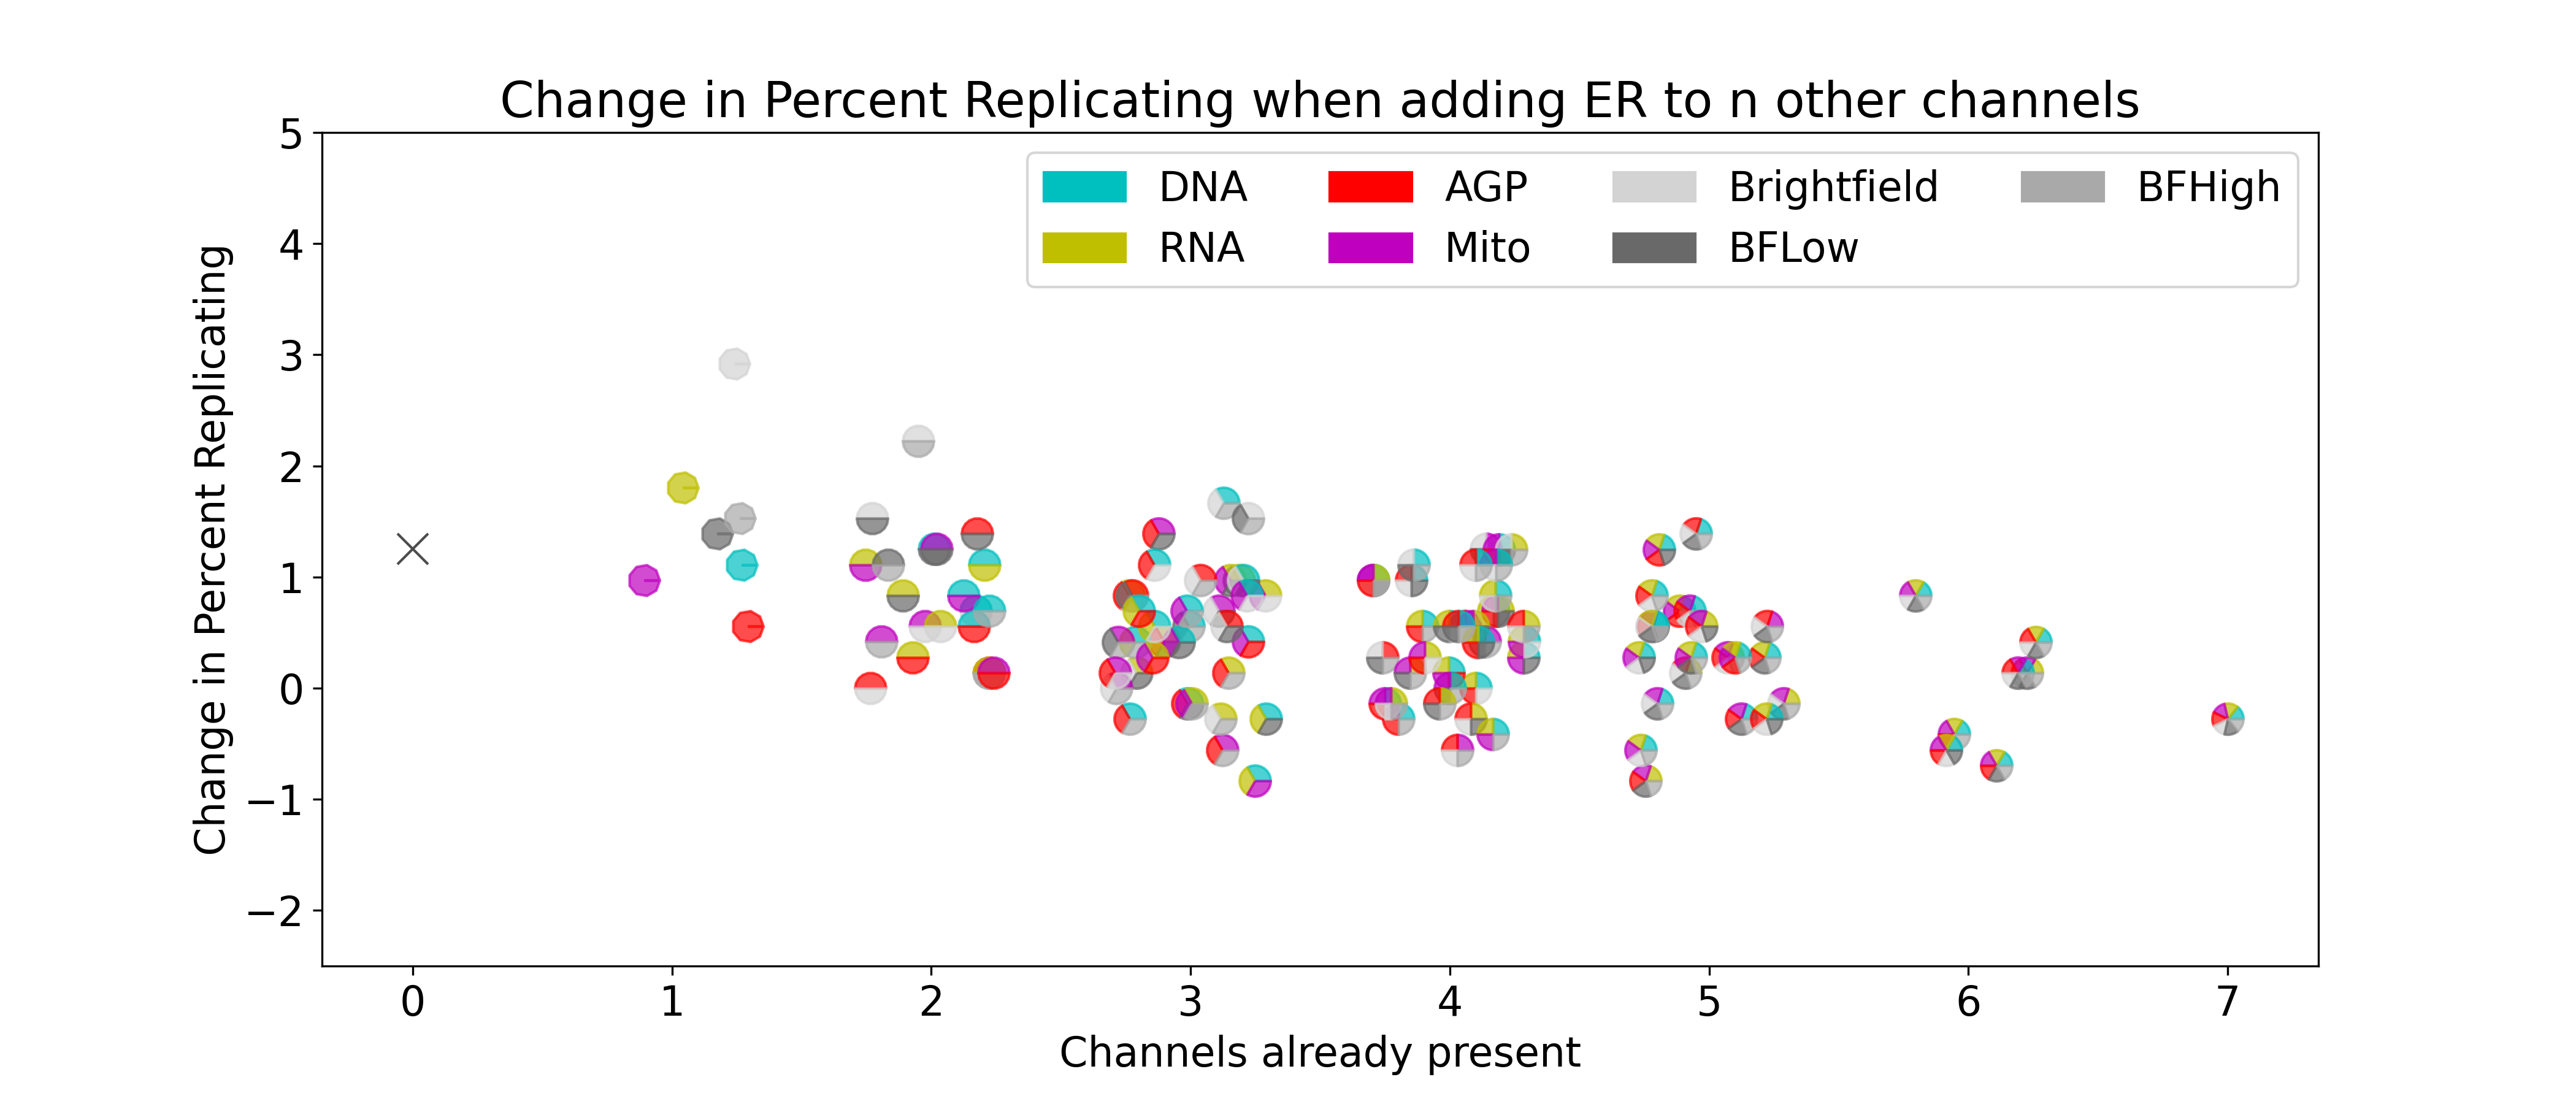 Change in Percent Replicating when adding ER to n other channels
5
4
3
2
1
0
−1
−2
Change in Percent Replicating
DNA
AGP
Brightfield
BFHigh
RNA
Mito
BFLow
0
1
2
3
4
5
6
7
Channels already present